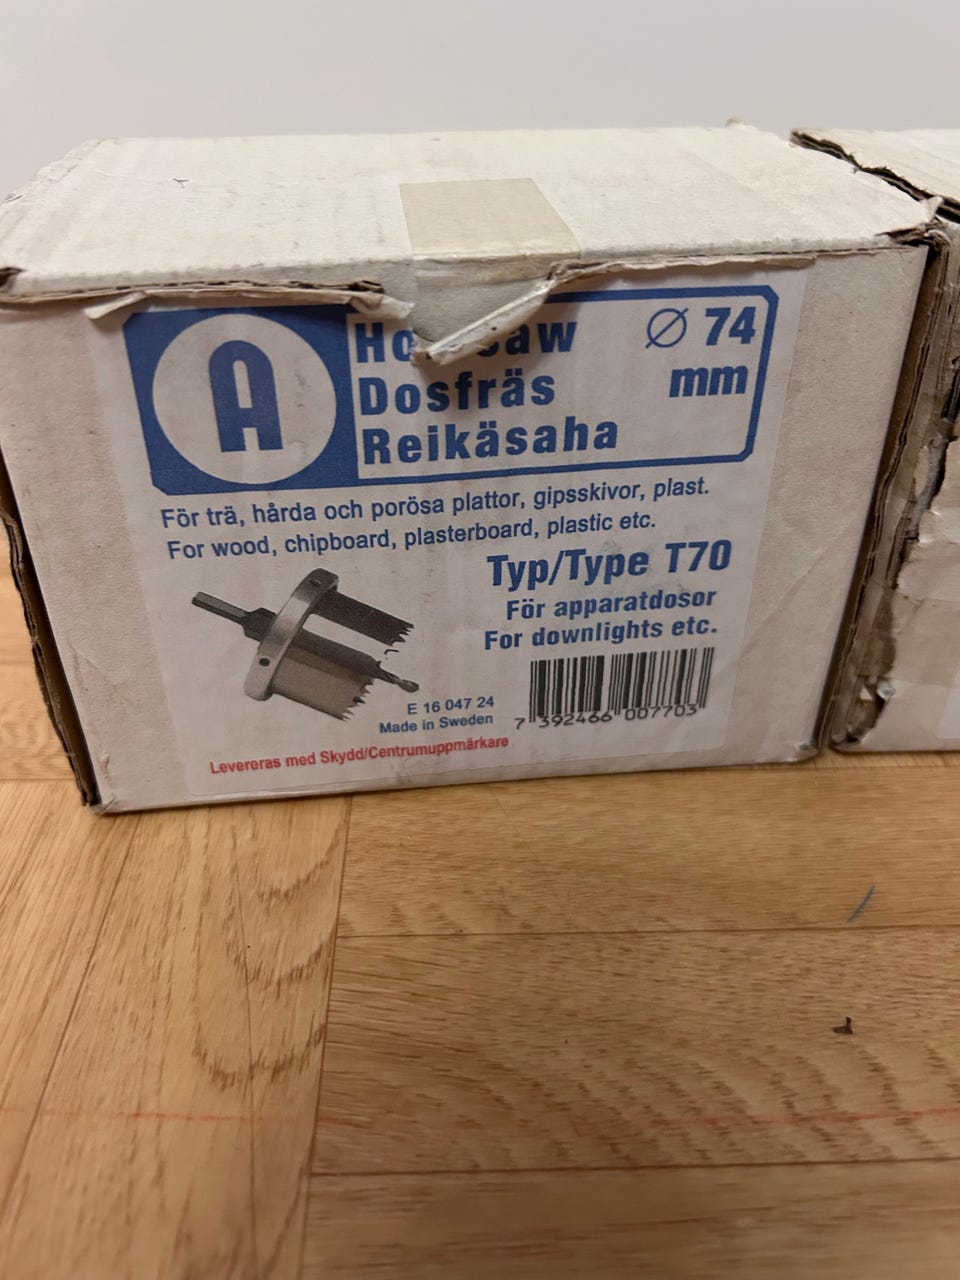 A
saw
Dosfräs
Reikäsaha
Ø 74
mm
För trä, hårda och porösa plattor, gipsskivor, plast.
For wood, chipboard, plasterboard, plastic etc.
Typ/Type T70
För apparatdosor
For downlights etc.
E 16 047 24
Made in Sweden
7 392466 007703
Levereras med Skydd/Centrumuppmärkare